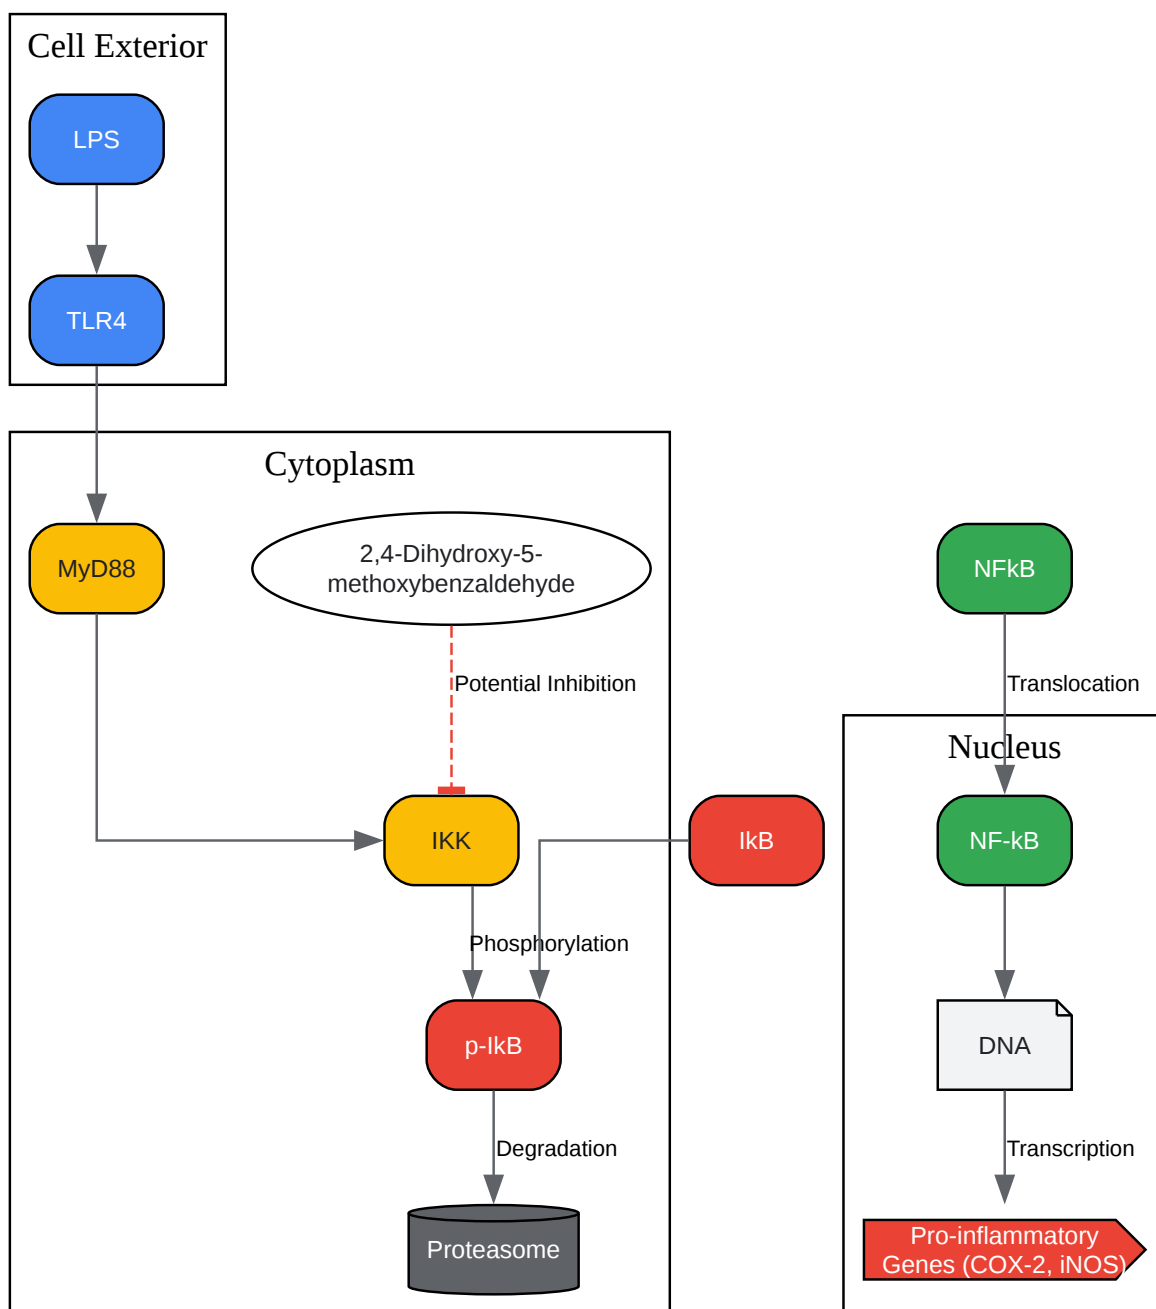 Cell Exterior
LPS
TLR4
Cytoplasm
MyD88
2,4-Dihydroxy-5-
methoxybenzaldehyde
NFkB
Potential Inhibition
Translocation
Nucleus
IKK
IkB
NF-kB
Phosphorylation
p-IkB
DNA
Degradation
Transcription
Proteasome
Pro-inflammatory
Genes (COX-2, iNOS)